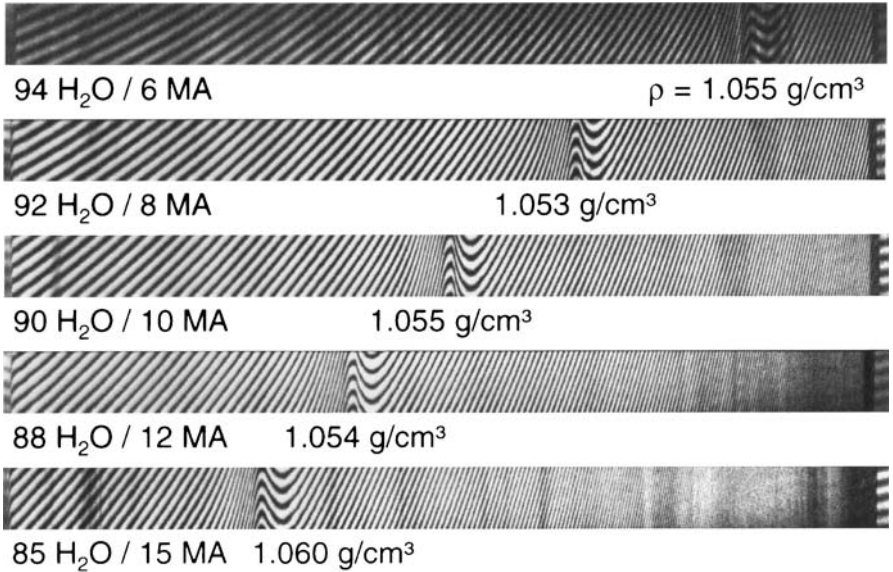 94 H₂O / 6 MA ρ = 1.055 g/cm³
92 H₂O / 8 MA 1.053 g/cm³
90 H₂O / 10 MA 1.055 g/cm³
88 H₂O / 12 MA 1.054 g/cm³
85 H₂O / 15 MA 1.060 g/cm³